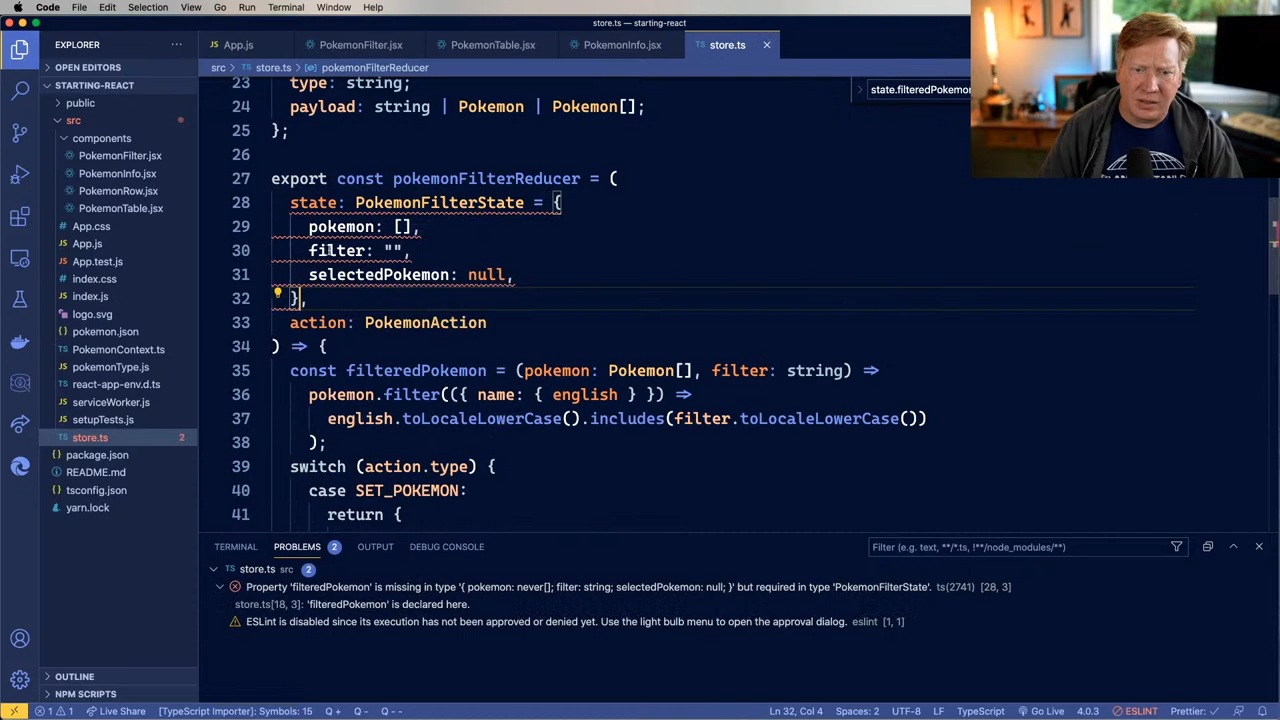 Code File Edit Selection View Go Run Terminal Window Help
store.ts — starting-react
EXPLORER
OPEN EDITORS
STARTING-REACT
public
src
components
PokemonFilter.jsx
PokemonInfo.jsx
PokemonRow.jsx
PokemonTable.jsx
App.css
App.js
App.test.js
index.css
index.js
logo.svg
pokemon.json
PokemonContext.ts
pokemonType.js
react-app-env.d.ts
serviceWorker.js
setupTests.js
store.ts 2
package.json
README.md
tsconfig.json
yarn.lock
OUTLINE
NPM SCRIPTS
App.js PokemonFilter.jsx PokemonTable.jsx PokemonInfo.jsx store.ts
src > store.ts > pokemonFilterReducer
state.filteredPokemon
23 type: string;
24 payload: string | Pokemon | Pokemon[];
25 };
26
27 export const pokemonFilterReducer = (
28 state: PokemonFilterState = {
29 pokemon: [],
30 filter: "",
31 selectedPokemon: null,
32 },
33 action: PokemonAction
34 ) => {
35 const filteredPokemon = (pokemon: Pokemon[], filter: string) =>
36 pokemon.filter(({ name: { english } }) =>
37 english.toLocaleLowerCase().includes(filter.toLocaleLowerCase())
38 );
39 switch (action.type) {
40 case SET_POKEMON:
41 return {
TERMINAL PROBLEMS 2 OUTPUT DEBUG CONSOLE
Filter (e.g. text, **/*.ts, !**/node_modules/**)
store.ts src 2
Property 'filteredPokemon' is missing in type '{ pokemon: never[]; filter: string; selectedPokemon: null; }' but required in type 'PokemonFilterState'. ts(2741) [28, 3]
store.ts[18, 3]: 'filteredPokemon' is declared here.
ESLint is disabled since its execution has not been approved or denied yet. Use the light bulb menu to open the approval dialog. eslint [1, 1]
1 1 Live Share [TypeScript Importer]: Symbols: 15 Q + Q - Q - - Ln 32, Col 4 Spaces: 2 UTF-8 LF TypeScript Go Live 4.0.3 ESLINT Prettier: ✓